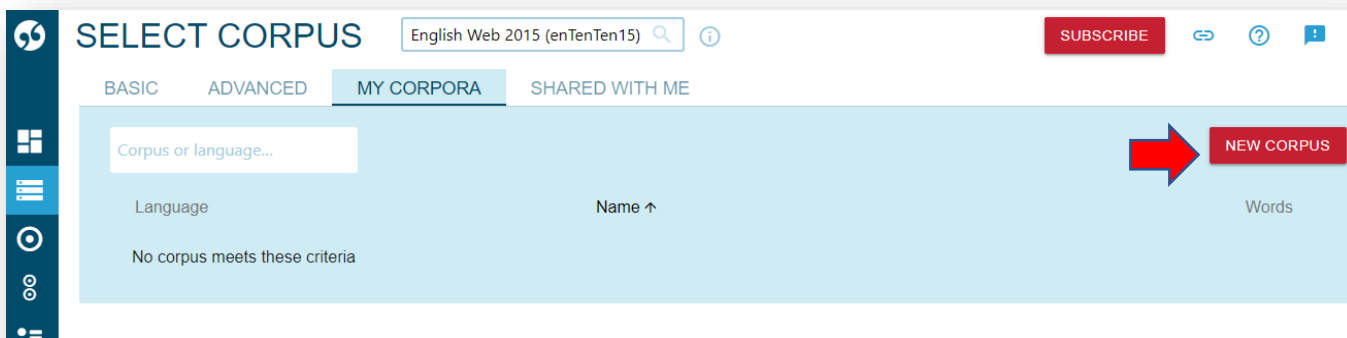 SELECT CORPUS English Web 2015 (enTenTen15) SUBSCRIBE
BASIC ADVANCED MY CORPORA SHARED WITH ME
Corpus or language... NEW CORPUS
Language Name ↑ Words
No corpus meets these criteria